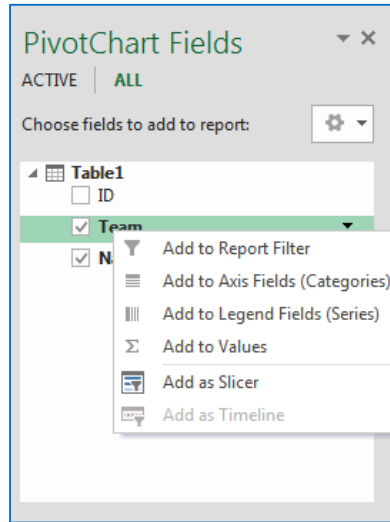 PivotChart Fields
ACTIVE ALL
Choose fields to add to report:
Table1
ID
Team
Add to Report Filter
Add to Axis Fields (Categories)
Add to Legend Fields (Series)
Add to Values
Add as Slicer
Add as Timeline